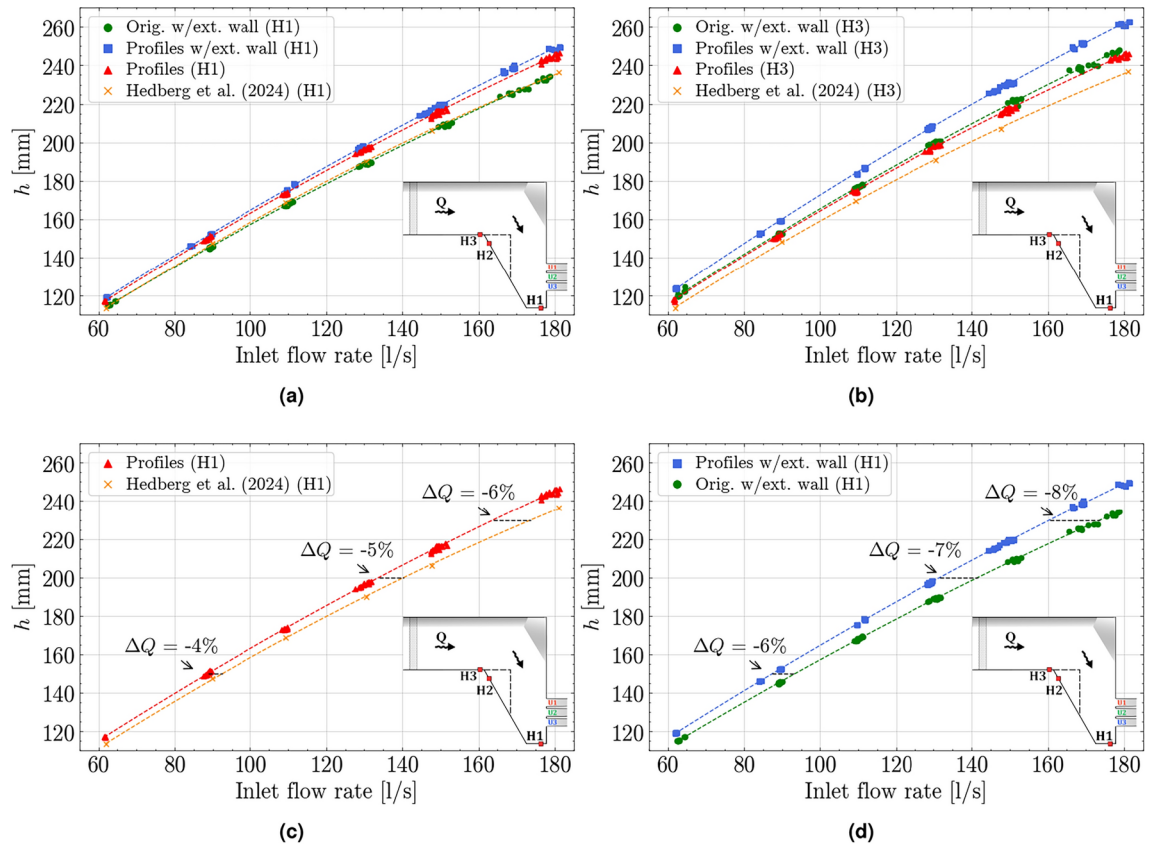 260
240
220
200
180
160
140
120
h [mm]
Orig. w/ext. wall (H1)
Profiles w/ext. wall (H1)
Profiles (H1)
Hedberg et al. (2024) (H1)
Q
H3
H2
H1
U1
U2
U3
60 80 100 120 140 160 180
Inlet flow rate [l/s]
(a)
260
240
220
200
180
160
140
120
h [mm]
Orig. w/ext. wall (H3)
Profiles w/ext. wall (H3)
Profiles (H3)
Hedberg et al. (2024) (H3)
Q
H3
H2
H1
U1
U2
U3
60 80 100 120 140 160 180
Inlet flow rate [l/s]
(b)
260
240
220
200
180
160
140
120
h [mm]
Profiles (H1)
Hedberg et al. (2024) (H1)
ΔQ = -6%
ΔQ = -5%
ΔQ = -4%
Q
H3
H2
H1
U1
U2
U3
60 80 100 120 140 160 180
Inlet flow rate [l/s]
(c)
260
240
220
200
180
160
140
120
h [mm]
Profiles w/ext. wall (H1)
Orig. w/ext. wall (H1)
ΔQ = -8%
ΔQ = -7%
ΔQ = -6%
Q
H3
H2
H1
U1
U2
U3
60 80 100 120 140 160 180
Inlet flow rate [l/s]
(d)